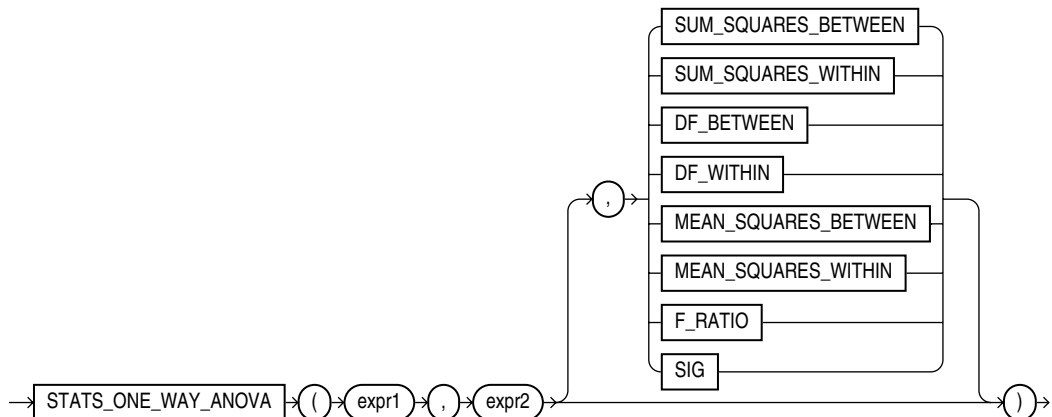 SUM_SQUARES_BETWEEN
SUM_SQUARES_WITHIN
DF_BETWEEN
DF_WITHIN
,
MEAN_SQUARES_BETWEEN
MEAN_SQUARES_WITHIN
F_RATIO
SIG
STATS_ONE_WAY_ANOVA ( expr1 , expr2 )